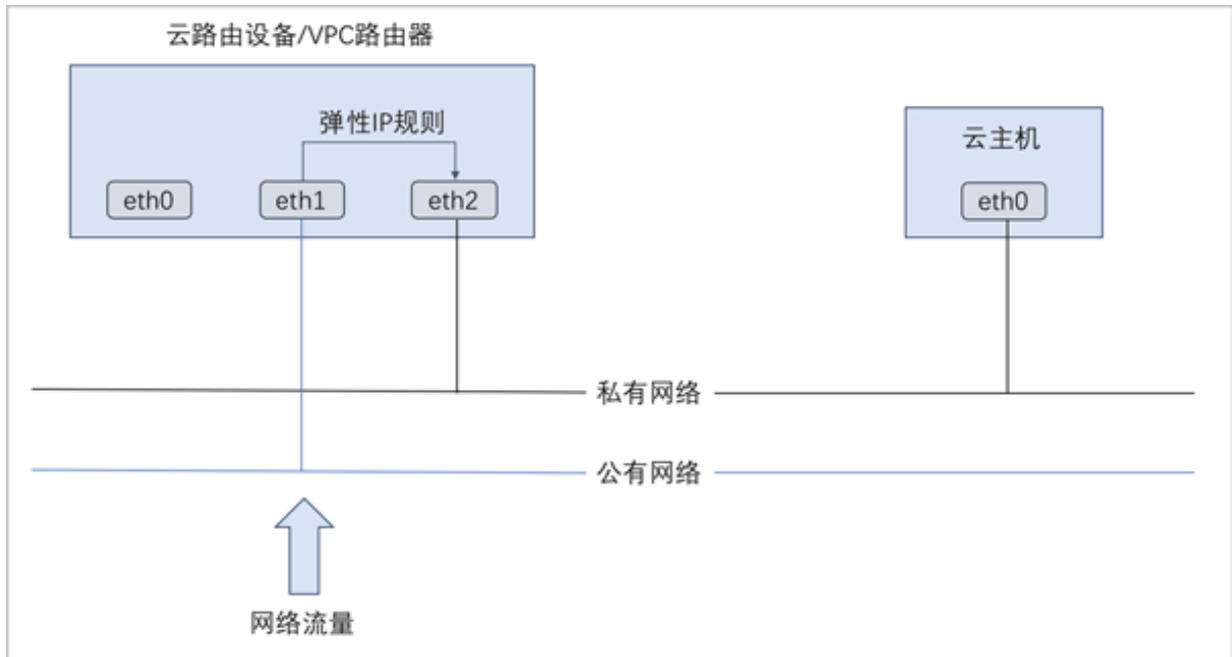 云路由设备/VPC路由器
弹性IP规则
云主机
eth0
eth1
eth2
eth0
私有网络
公有网络
网络流量